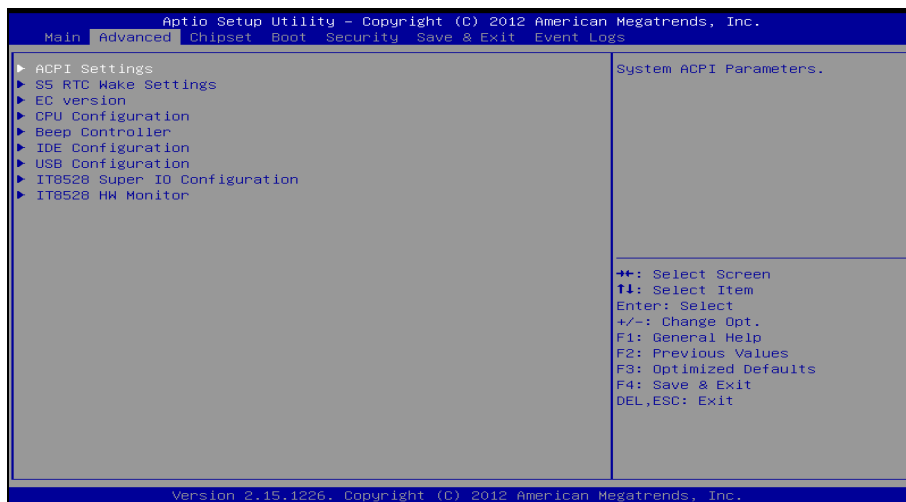 Aptio Setup Utility – Copyright (C) 2012 American Megatrends, Inc.
Main Advanced Chipset Boot Security Save & Exit Event Logs
► ACPI Settings
► S5 RTC Wake Settings
► EC version
► CPU Configuration
► Beep Controller
► IDE Configuration
► USB Configuration
► IT8528 Super IO Configuration
► IT8528 HW Monitor
System ACPI Parameters.
→←: Select Screen
↑↓: Select Item
Enter: Select
+/-: Change Opt.
F1: General Help
F2: Previous Values
F3: Optimized Defaults
F4: Save & Exit
DEL,ESC: Exit
Version 2.15.1226. Copyright (C) 2012 American Megatrends, Inc.